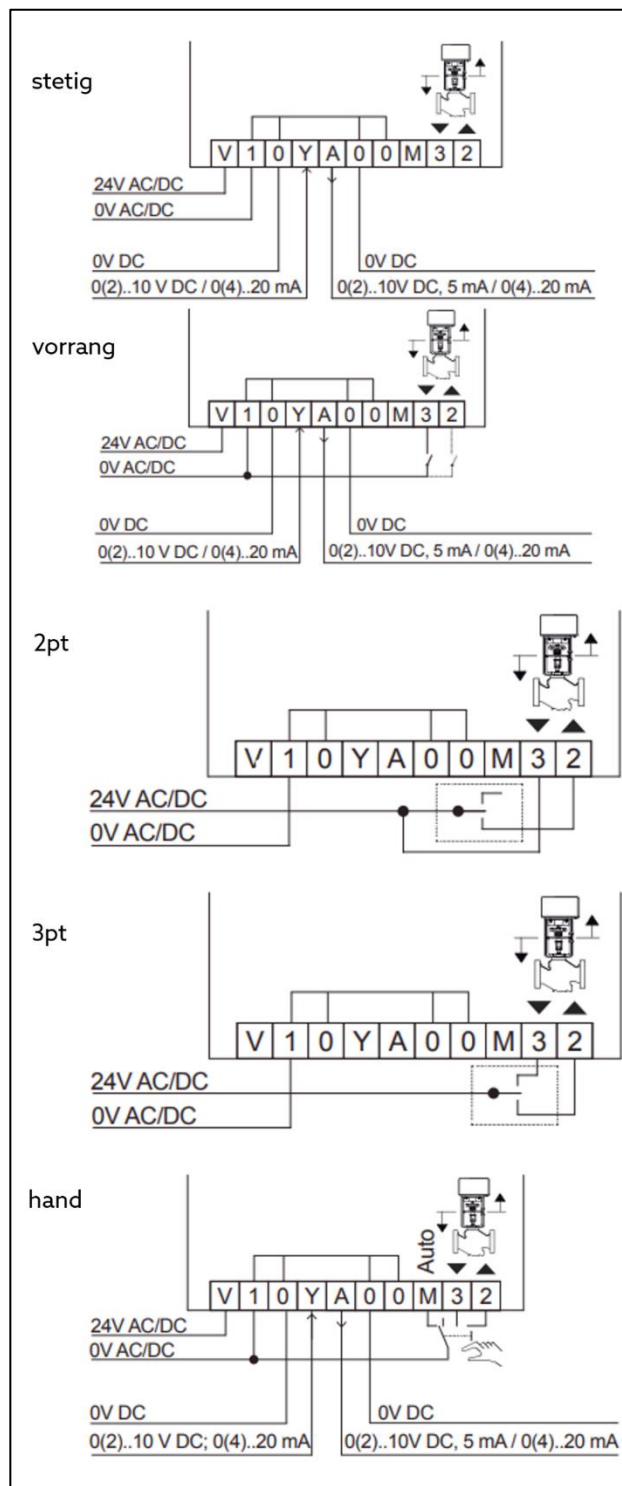 stetig
V 1 0 Y A 0 0 M 3 2
24V AC/DC
0V AC/DC
0V DC 0V DC
0(2)..10 V DC / 0(4)..20 mA 0(2)..10V DC, 5 mA / 0(4)..20 mA
vorrang
V 1 0 Y A 0 0 M 3 2
24V AC/DC
0V AC/DC
0V DC 0V DC
0(2)..10 V DC / 0(4)..20 mA 0(2)..10V DC, 5 mA / 0(4)..20 mA
2pt
V 1 0 Y A 0 0 M 3 2
24V AC/DC
0V AC/DC
3pt
V 1 0 Y A 0 0 M 3 2
24V AC/DC
0V AC/DC
hand
Auto
V 1 0 Y A 0 0 M 3 2
24V AC/DC
0V AC/DC
0V DC 0V DC
0(2)..10 V DC; 0(4)..20 mA 0(2)..10V DC, 5 mA / 0(4)..20 mA